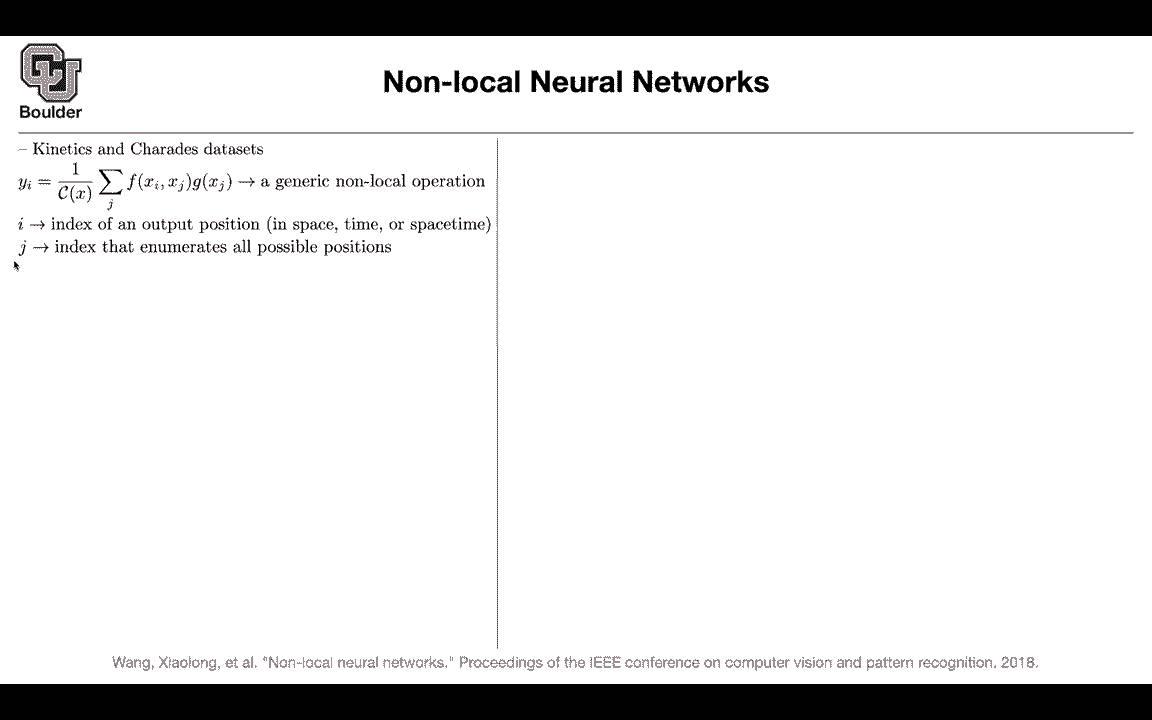 Boulder
Non-local Neural Networks
– Kinetics and Charades datasets
$y_i = \frac{1}{\mathcal{C}(x)} \sum_j f(x_i, x_j) g(x_j)$ → a generic non-local operation
i → index of an output position (in space, time, or spacetime)
j → index that enumerates all possible positions
Wang, Xiaolong, et al. "Non-local neural networks." Proceedings of the IEEE conference on computer vision and pattern recognition. 2018.